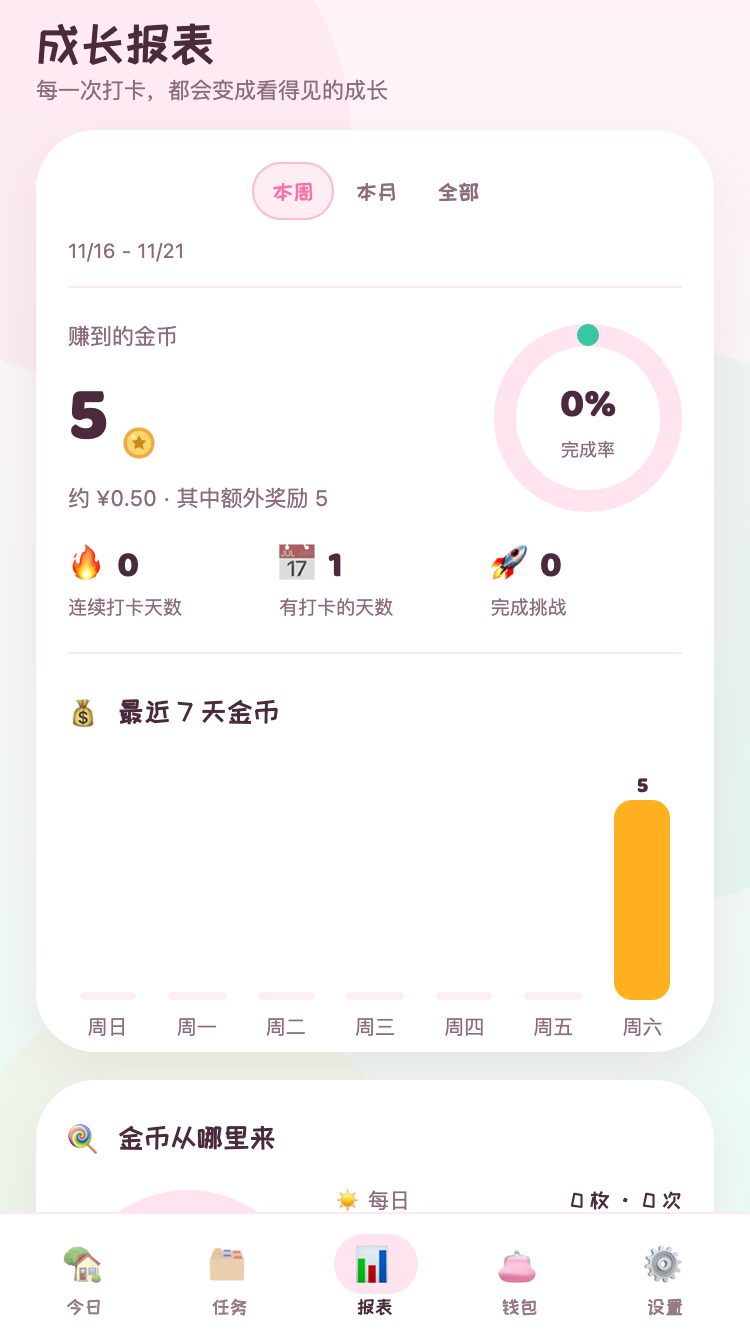 成长报表
每一次打卡，都会变成看得见的成长
本周 本月 全部
11/16 - 11/21
赚到的金币
5
0%
完成率
约 ¥0.50 · 其中额外奖励 5
0 JUL 17 1 0
连续打卡天数 有打卡的天数 完成挑战
最近 7 天金币
5
周日 周一 周二 周三 周四 周五 周六
金币从哪里来
每日 0枚 · 0次
今日 任务 报表 钱包 设置